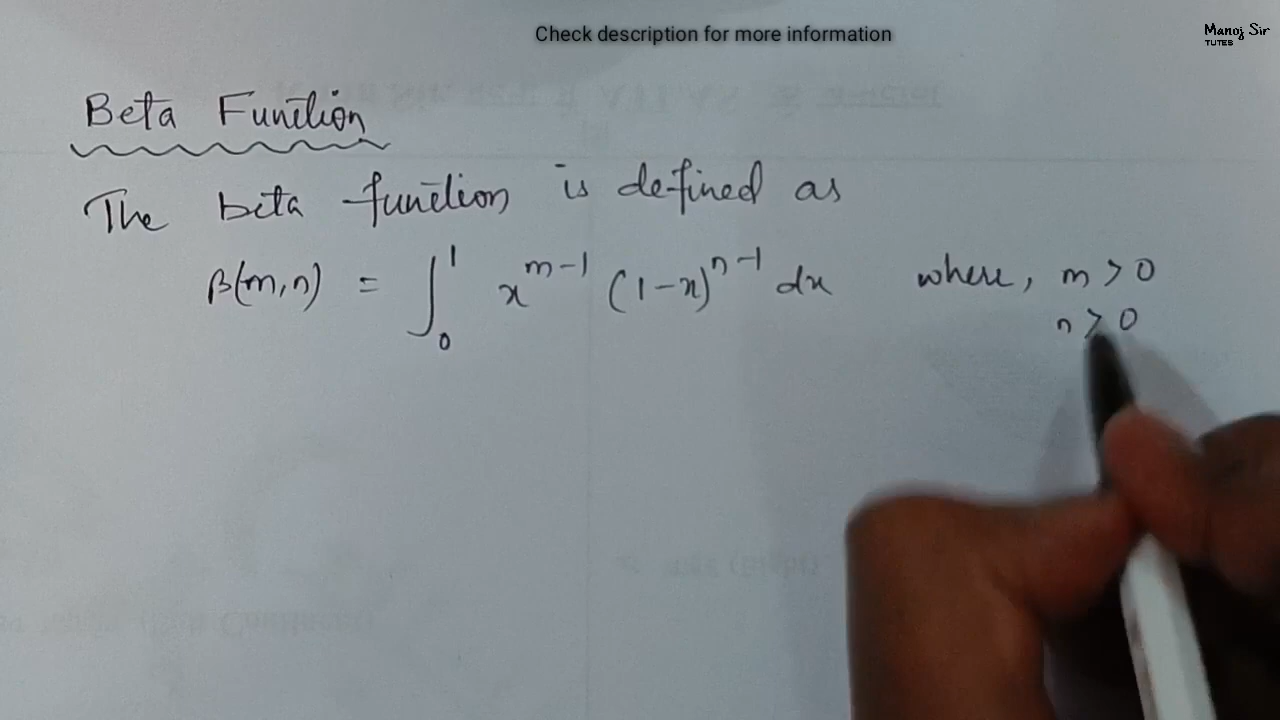 Check description for more information
Manoj Sir
TUTES
Beta Function
The beta function is defined as
β(m,n) = ∫₀¹ x^{m-1} (1-x)^{n-1} dx where, m > 0
n > 0